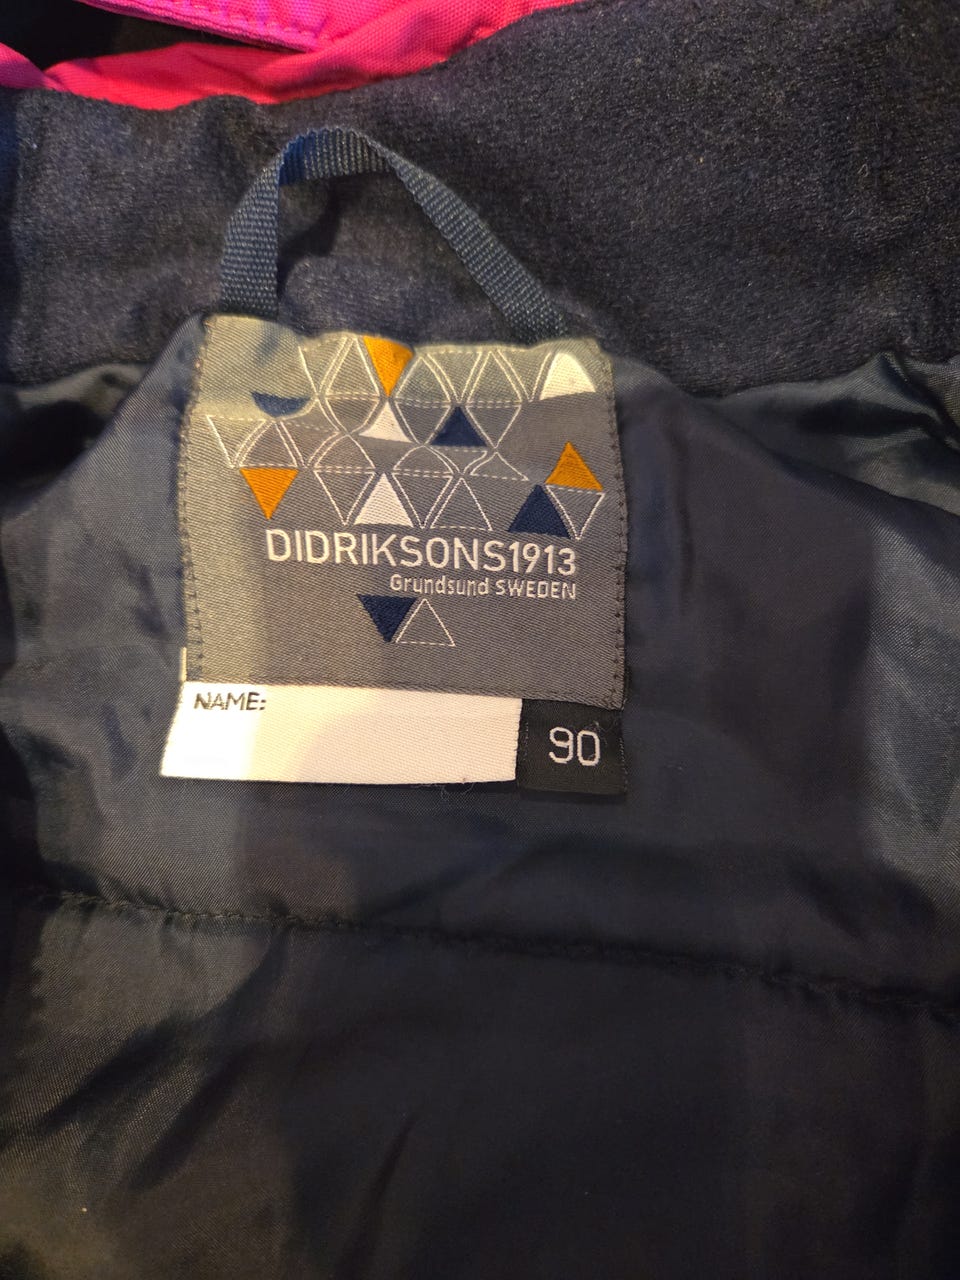 DIDRIKSONS1913
Grundsund SWEDEN
NAME:
90